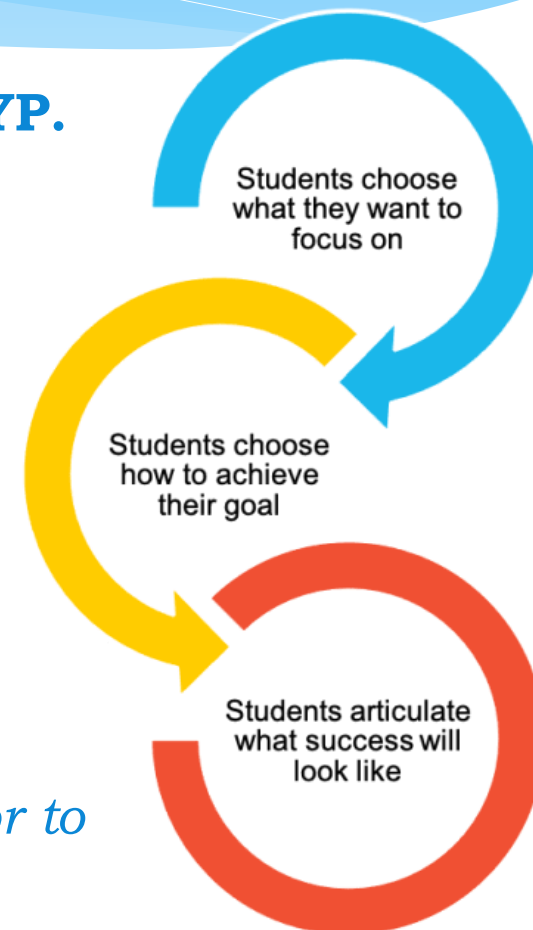 YP.
Students choose
what they want to
focus on
Students choose
how to achieve
their goal
Students articulate
what success will
look like
to